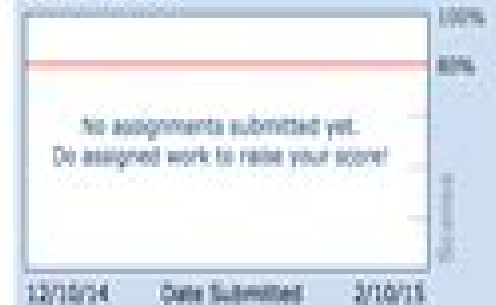 100%
80%
No assignments submitted yet.
Do assigned work to raise your score!
12/10/14 Date Submitted 2/10/15